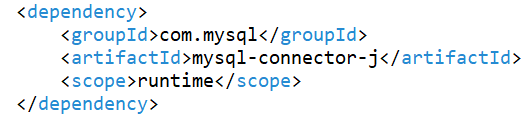 <dependency>
    <groupId>com.mysql</groupId>
    <artifactId>mysql-connector-j</artifactId>
    <scope>runtime</scope>
</dependency>